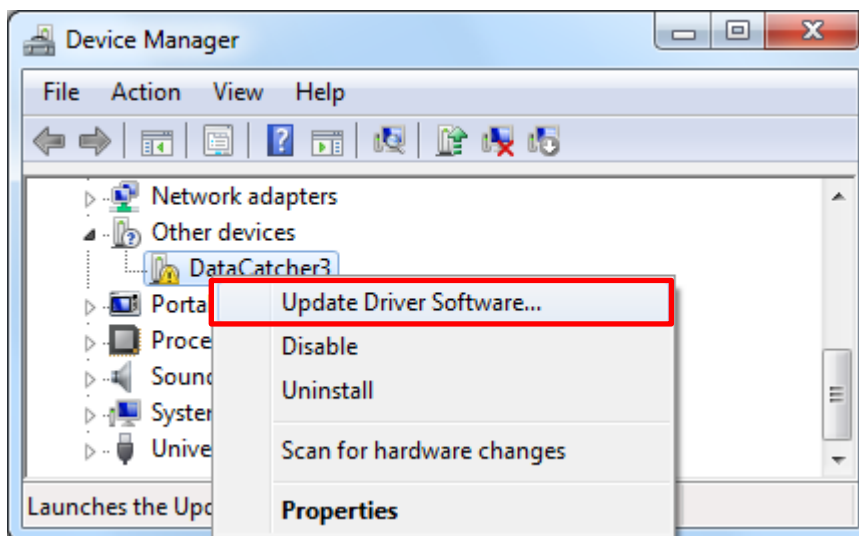 Device Manager
File Action View Help
Network adapters
Other devices
DataCatcher3
Porta
Update Driver Software...
Proce
Disable
Soun
Uninstall
Syster
Unive
Scan for hardware changes
Launches the Upd
Properties